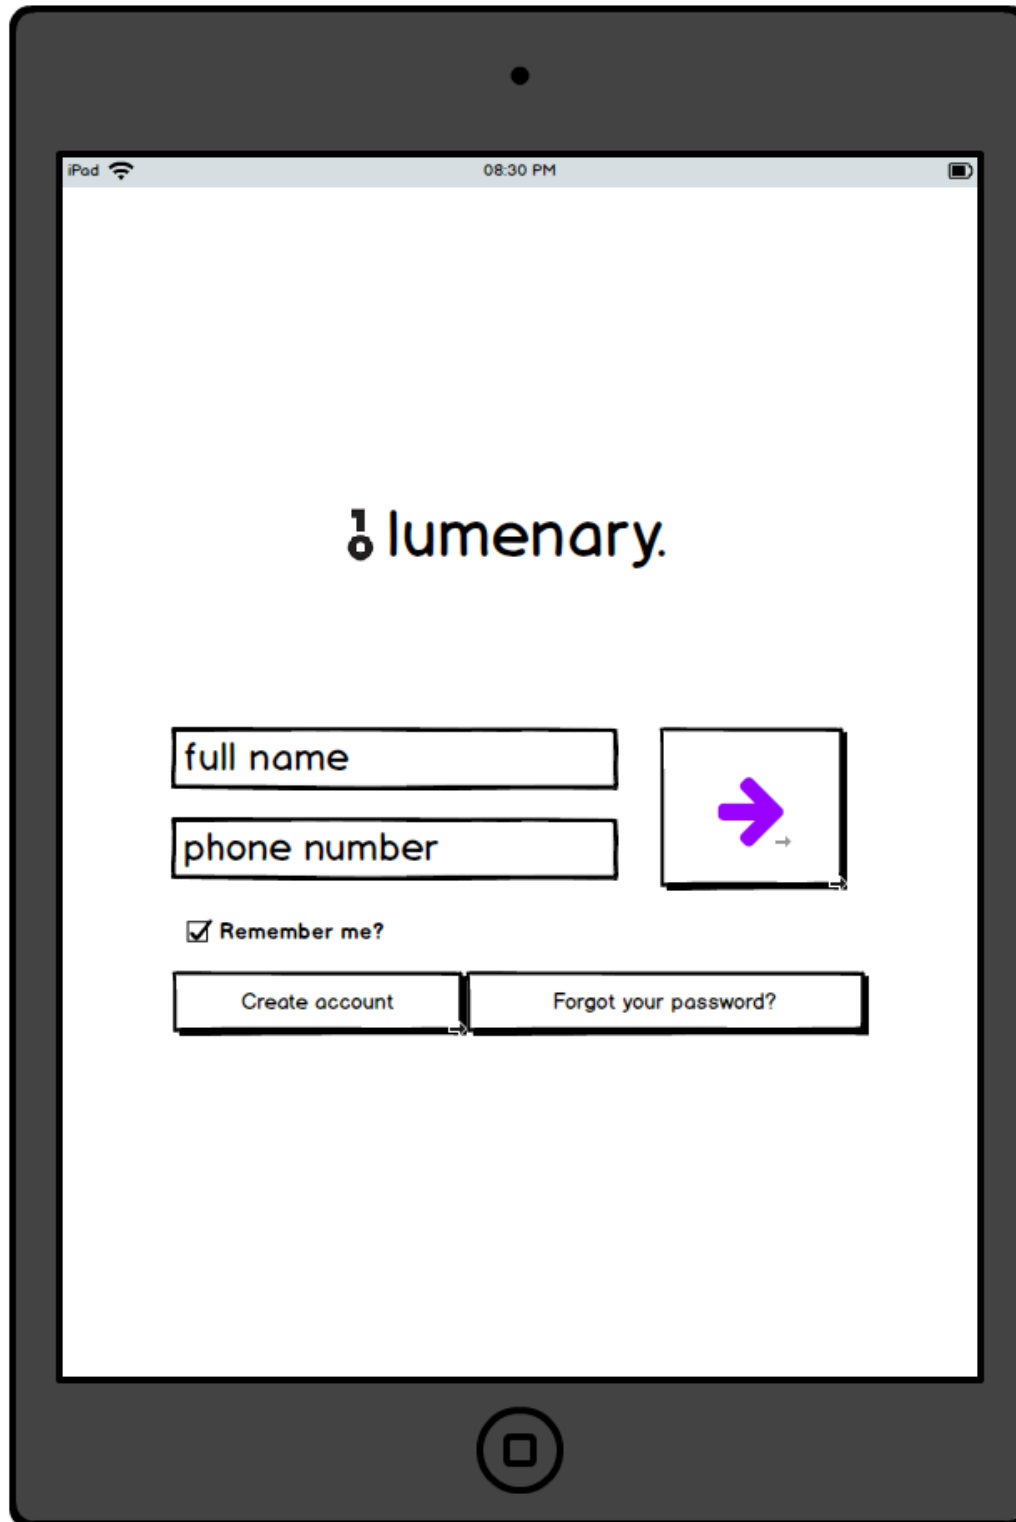 iPad 08:30 PM
lumenary.
full name
phone number
Remember me?
Create account Forgot your password?